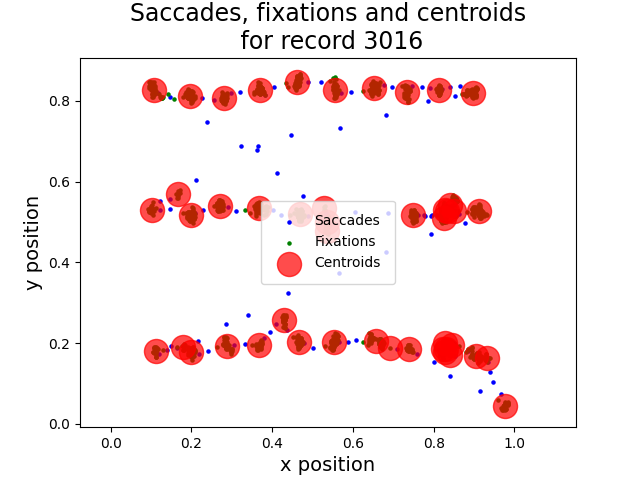 Saccades, fixations and centroids
for record 3016
y position
0.8
0.6
0.4
0.2
0.0
Saccades
Fixations
Centroids
0.0 0.2 0.4 0.6 0.8 1.0
x position